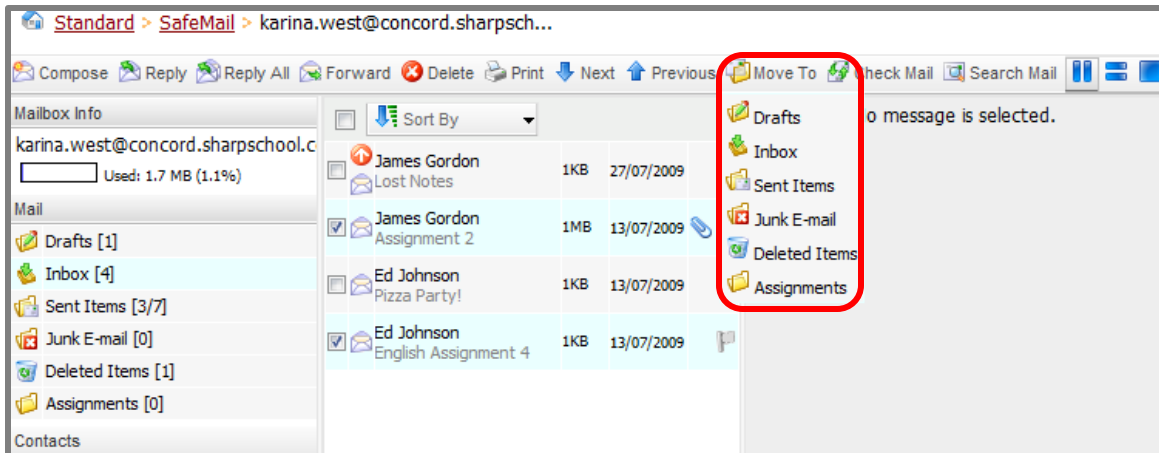 Standard > SafeMail > karina.west@concord.sharpsch...
Compose Reply Reply All Forward Delete Print Next Previous Move To Check Mail Search Mail
Mailbox Info
karina.west@concord.sharpschool.c
Used: 1.7 MB (1.1%)
Mail
Drafts [1]
Inbox [4]
Sent Items [3/7]
Junk E-mail [0]
Deleted Items [1]
Assignments [0]
Contacts
Sort By
James Gordon 1KB 27/07/2009
Lost Notes
James Gordon 1MB 13/07/2009
Assignment 2
Ed Johnson 1KB 13/07/2009
Pizza Party!
Ed Johnson 1KB 13/07/2009
English Assignment 4
Drafts
Inbox
Sent Items
Junk E-mail
Deleted Items
Assignments
o message is selected.